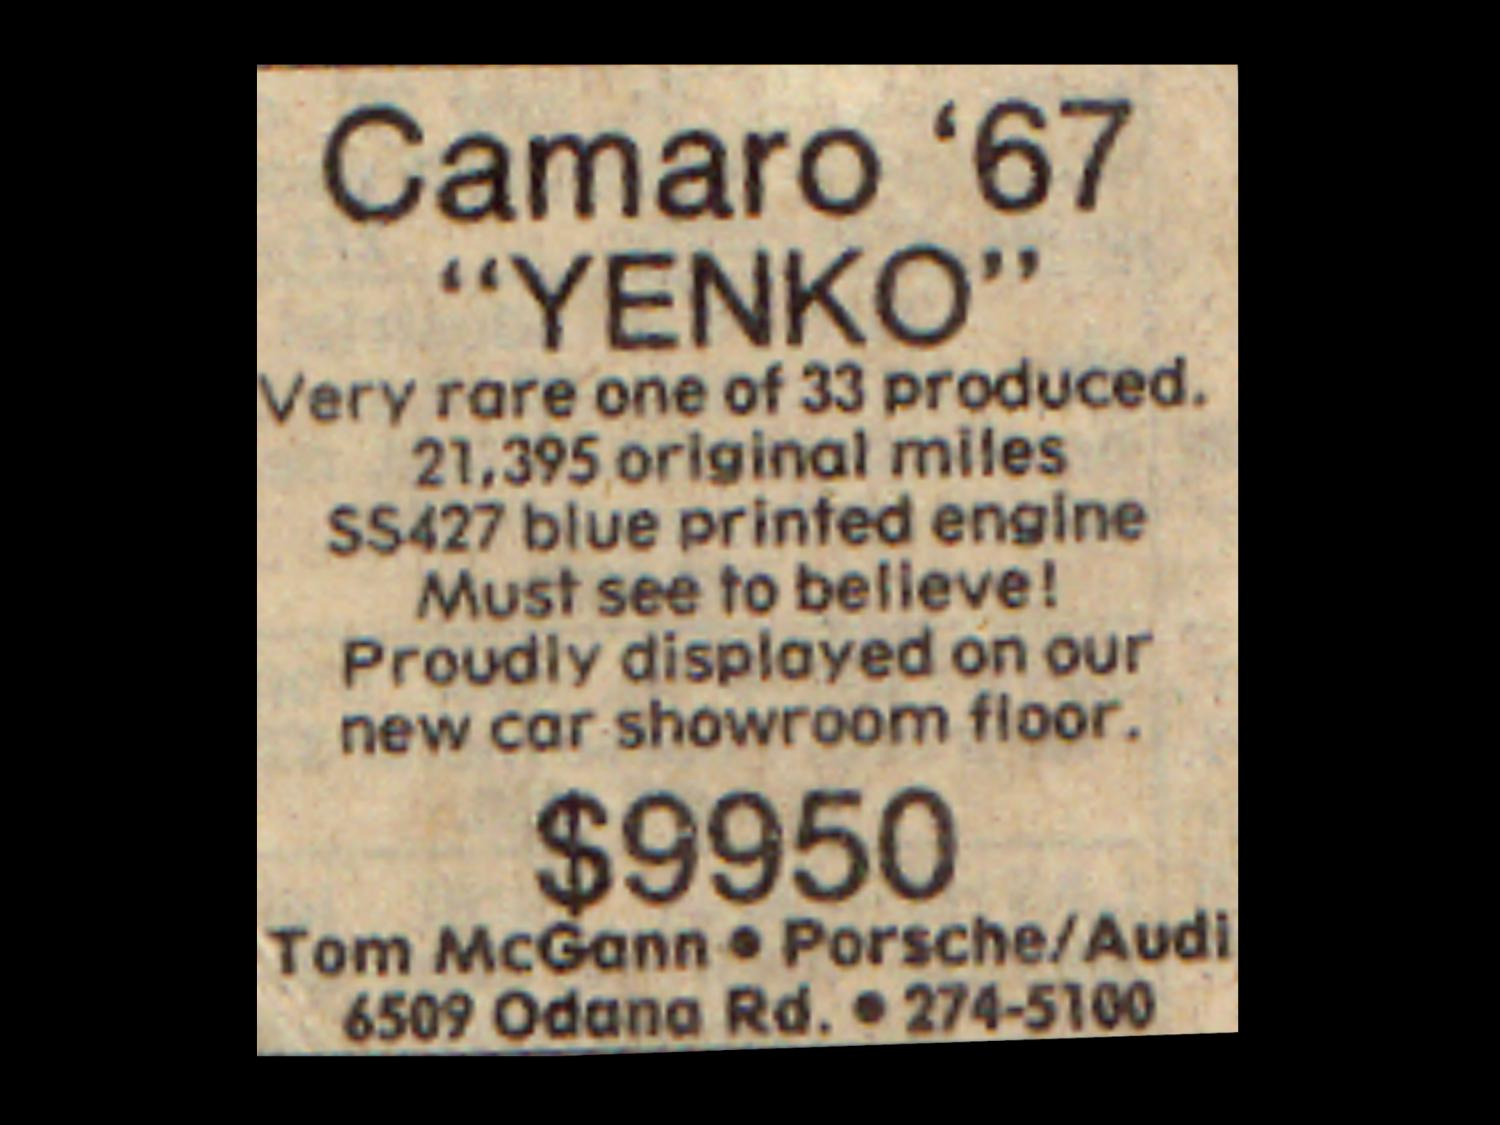 Camaro ‘67
“YENKO”
Very rare one of 33 produced.
21,395 original miles
SS427 blue printed engine
Must see to believe!
Proudly displayed on our
new car showroom floor.
$9950
Tom McGann • Porsche/Audi
6509 Odana Rd. • 274-5100